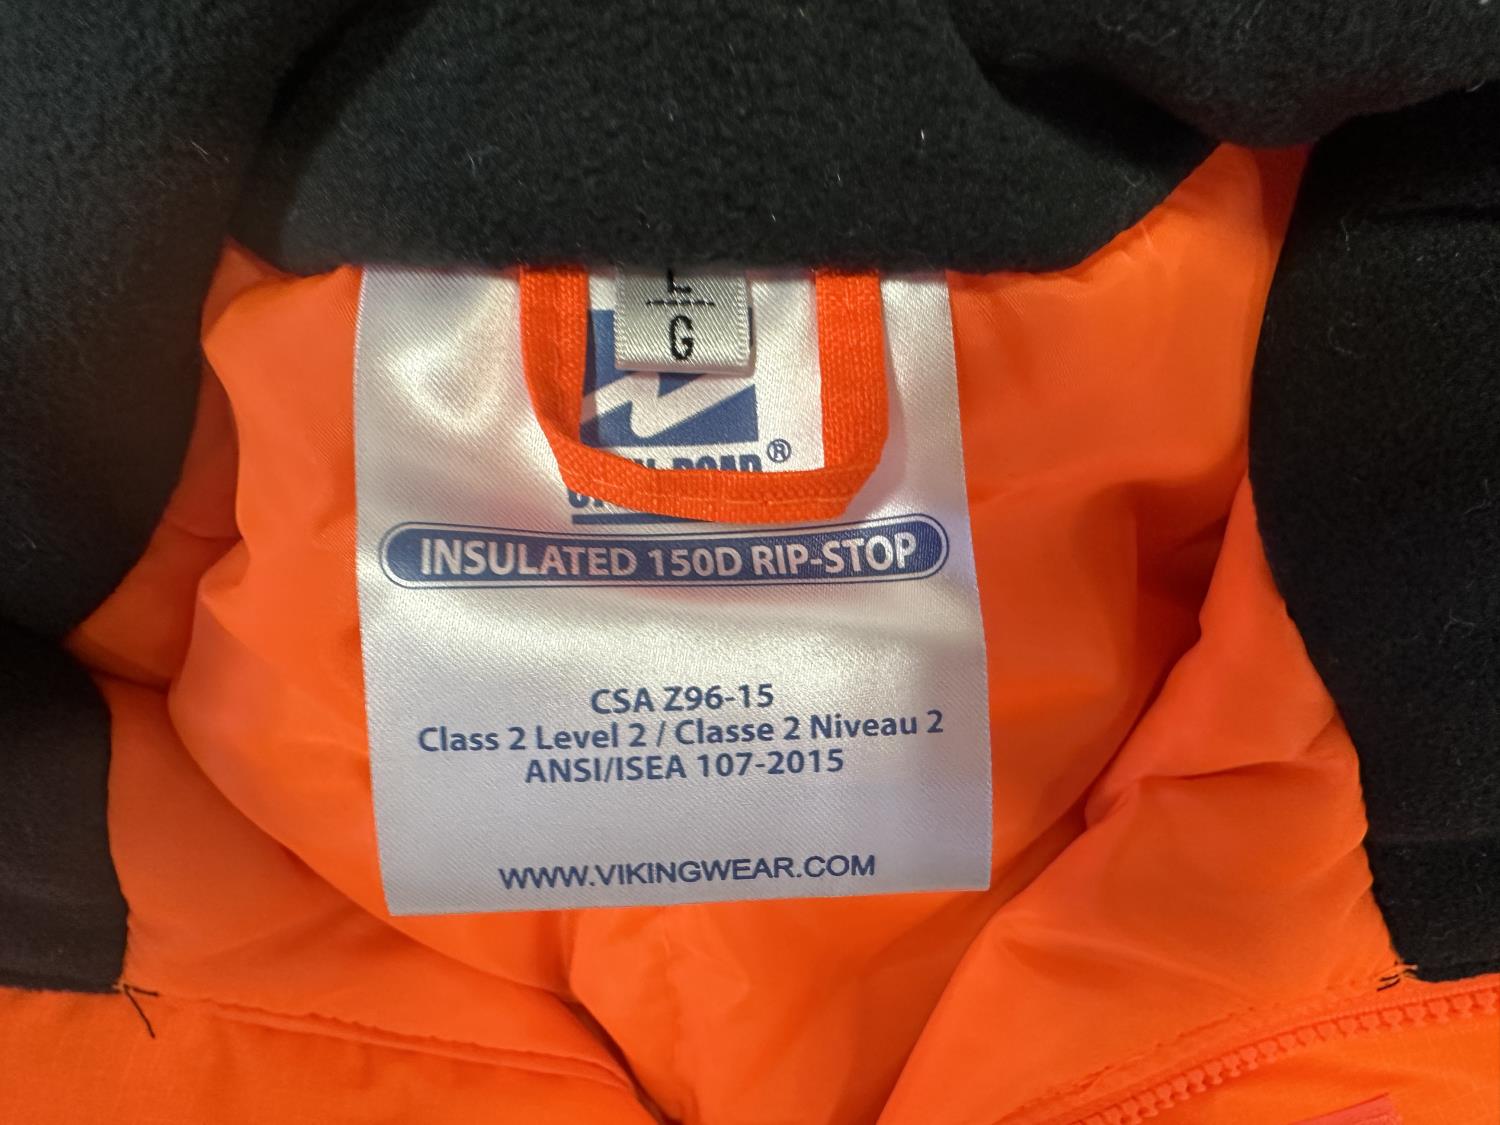 L
G
ROAD®
INSULATED 150D RIP-STOP
CSA Z96-15
Class 2 Level 2 / Classe 2 Niveau 2
ANSI/ISEA 107-2015
WWW.VIKINGWEAR.COM